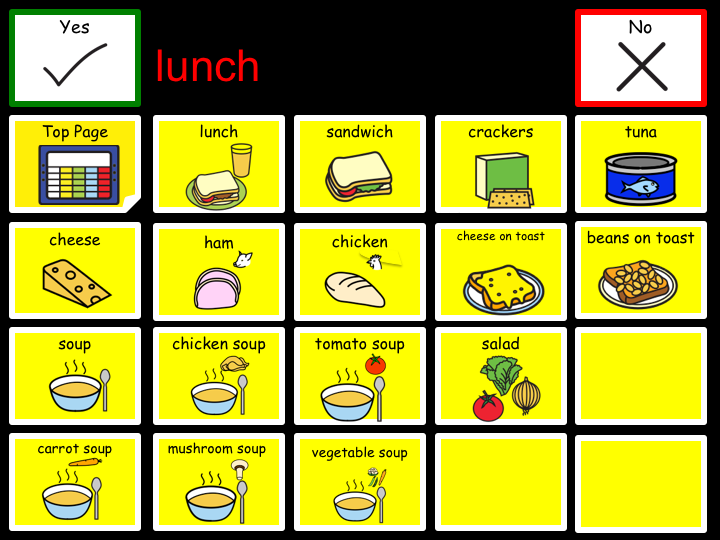 Yes
lunch
No
Top Page
lunch
sandwich
crackers
tuna
cheese
ham
chicken
cheese on toast
beans on toast
soup
chicken soup
tomato soup
salad
carrot soup
mushroom soup
vegetable soup